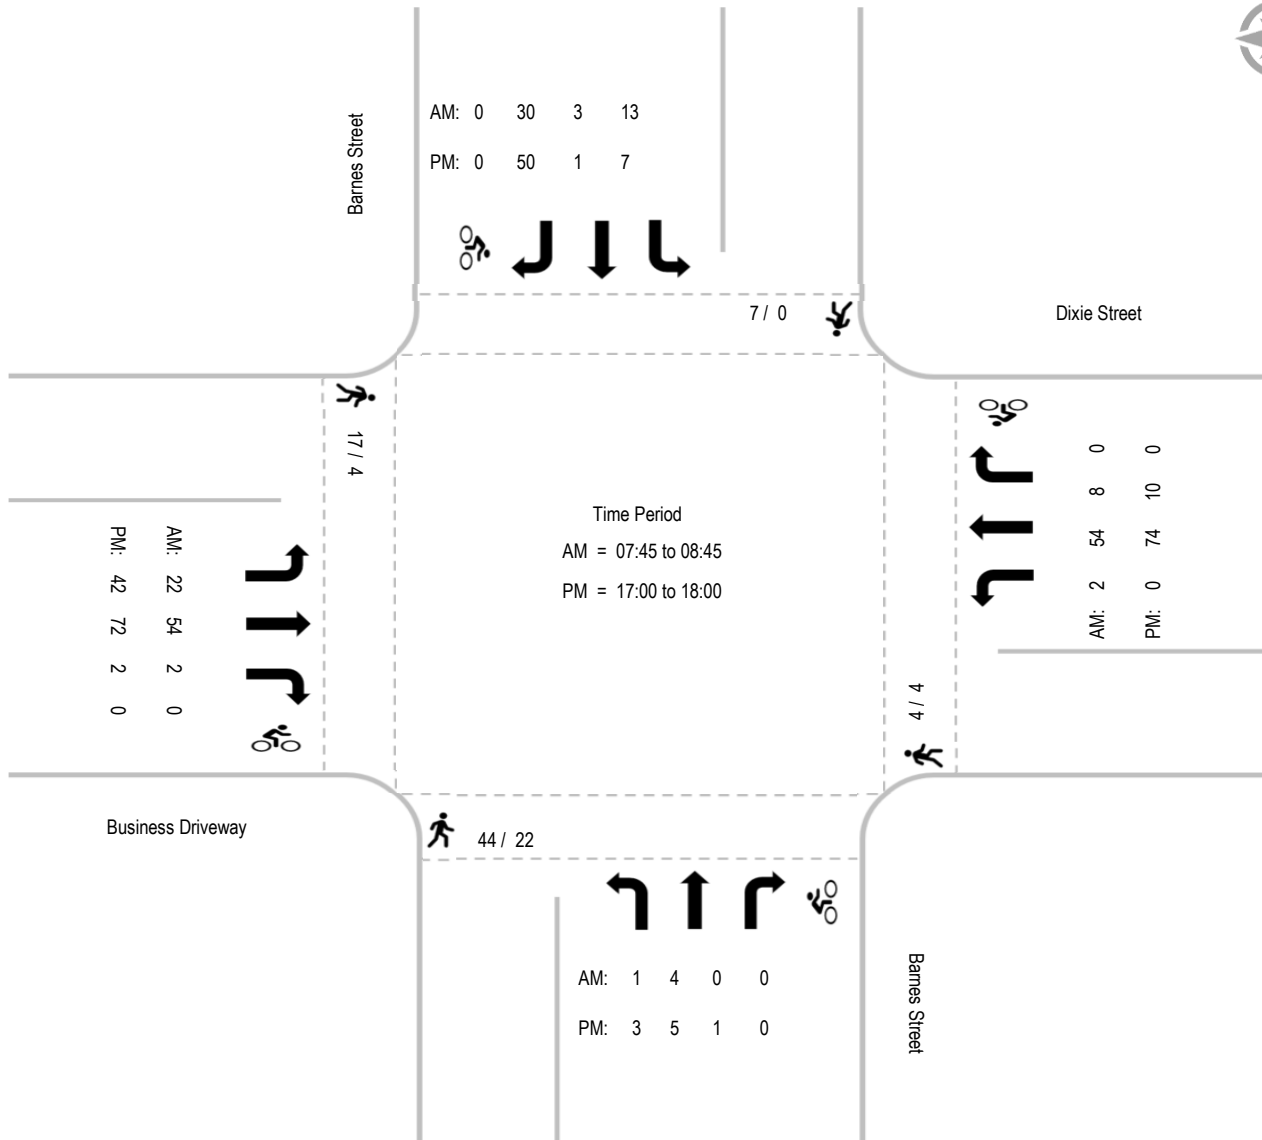 Barnes Street
AM: 0 30 3 13
PM: 0 50 1 7
7 / 0
Dixie Street
17 / 4
AM: 2 54 8 0
PM: 0 74 10 0
Time Period
AM = 07:45 to 08:45
PM = 17:00 to 18:00
AM: 22 54 2 0
PM: 42 72 2 0
4 / 4
Business Driveway
44 / 22
AM: 1 4 0 0
PM: 3 5 1 0
Barnes Street